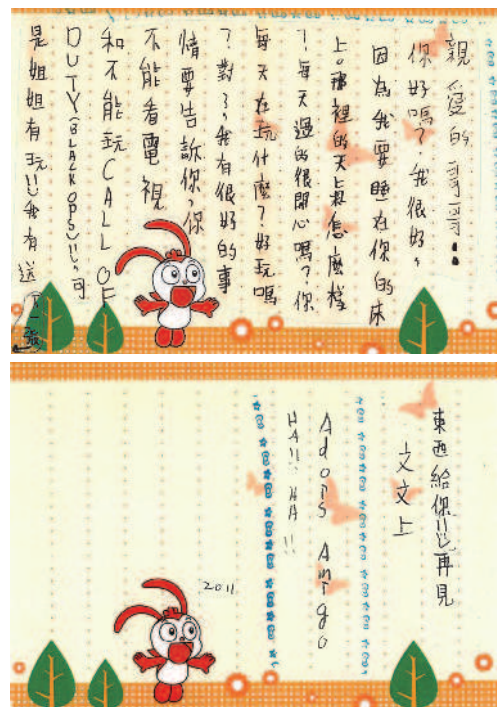 親愛的哥哥:
你好嗎?我很好,
因為我要睡在你的床
上。那裡的天上怎麼樣
?每天過的很開心嗎?你
每天在玩什麼?好玩嗎
?對了,我有很好的事
情要告訴你,你
不能看電視
和不能玩CALL OF
DUTY(BLACK OPS)!!,可
是姐姐有玩!!我有送
東西給你!!再見
文文上
Adops Amigo
HA!! HA!!
2011